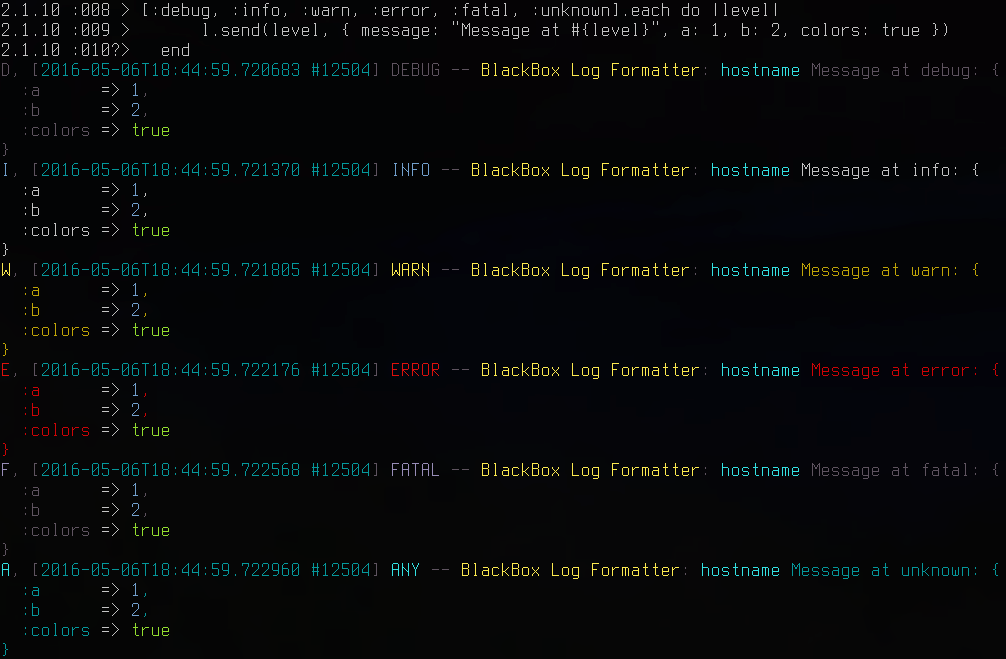 2.1.10 :008 > [:debug, :info, :warn, :error, :fatal, :unknown].each do |level|
2.1.10 :009 >       l.send(level, { message: "Message at #{level}", a: 1, b: 2, colors: true })
2.1.10 :010?>   end
D, [2016-05-06T18:44:59.720683 #12504] DEBUG -- BlackBox Log Formatter: hostname Message at debug: {
  :a      => 1,
  :b      => 2,
  :colors => true
}
I, [2016-05-06T18:44:59.721370 #12504] INFO -- BlackBox Log Formatter: hostname Message at info: {
  :a      => 1,
  :b      => 2,
  :colors => true
}
W, [2016-05-06T18:44:59.721805 #12504] WARN -- BlackBox Log Formatter: hostname Message at warn: {
  :a      => 1,
  :b      => 2,
  :colors => true
}
E, [2016-05-06T18:44:59.722176 #12504] ERROR -- BlackBox Log Formatter: hostname Message at error: {
  :a      => 1,
  :b      => 2,
  :colors => true
}
F, [2016-05-06T18:44:59.722568 #12504] FATAL -- BlackBox Log Formatter: hostname Message at fatal: {
  :a      => 1,
  :b      => 2,
  :colors => true
}
A, [2016-05-06T18:44:59.722960 #12504] ANY -- BlackBox Log Formatter: hostname Message at unknown: {
  :a      => 1,
  :b      => 2,
  :colors => true
}